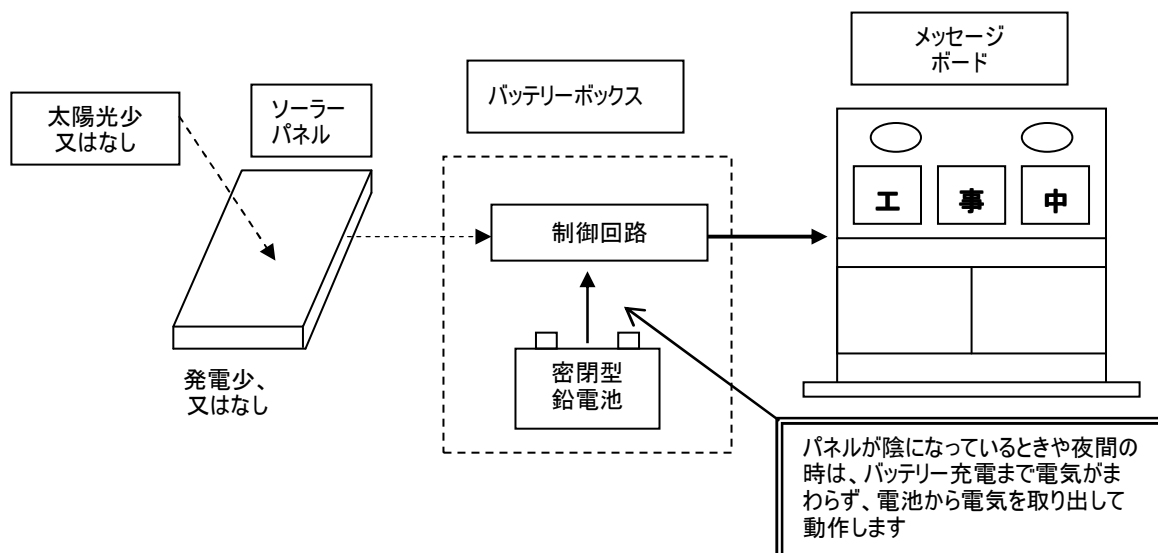 メッセージ
ボード
バッテリーボックス
ソーラー
パネル
太陽光少
又はなし
工 事 中
制御回路
密閉型
鉛電池
発電少、
又はなし
パネルが陰になっているときや夜間の
時は、バッテリー充電まで電気がま
わらず、電池から電気を取り出して
動作します